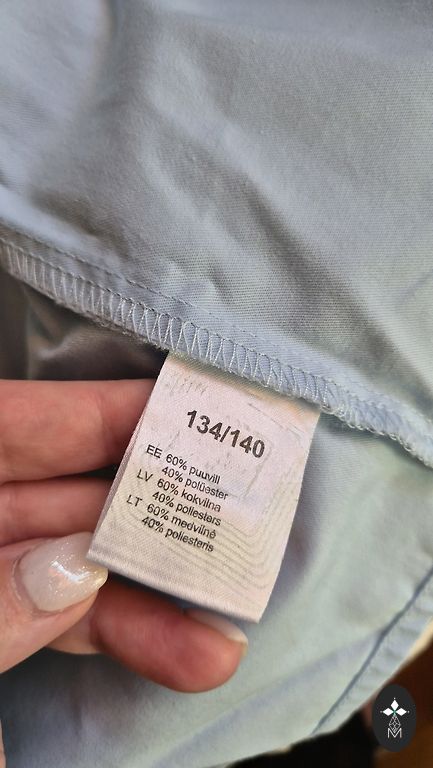 134/140
EE 60% puuvill
40% polüester
LV 60% kokvilna
40% poliesters
LT 60% medvilnė
40% poliesteris